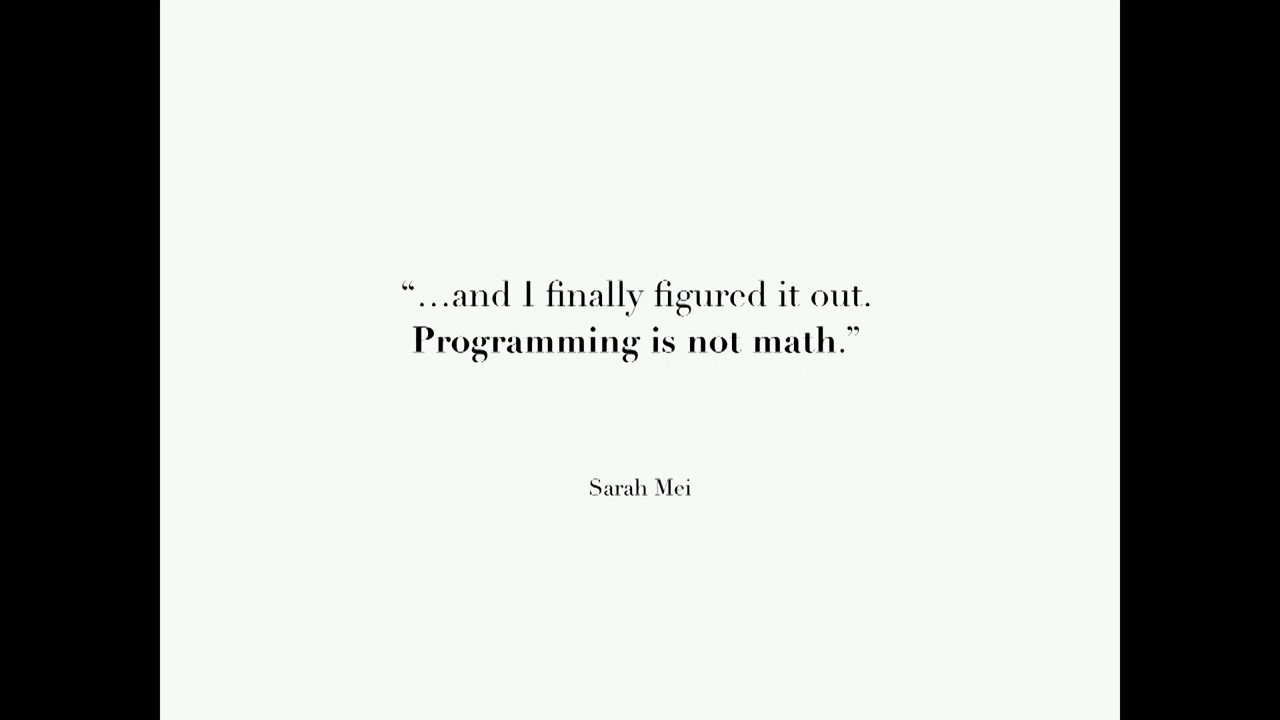 “…and I finally figured it out.
Programming is not math.”
Sarah Mei